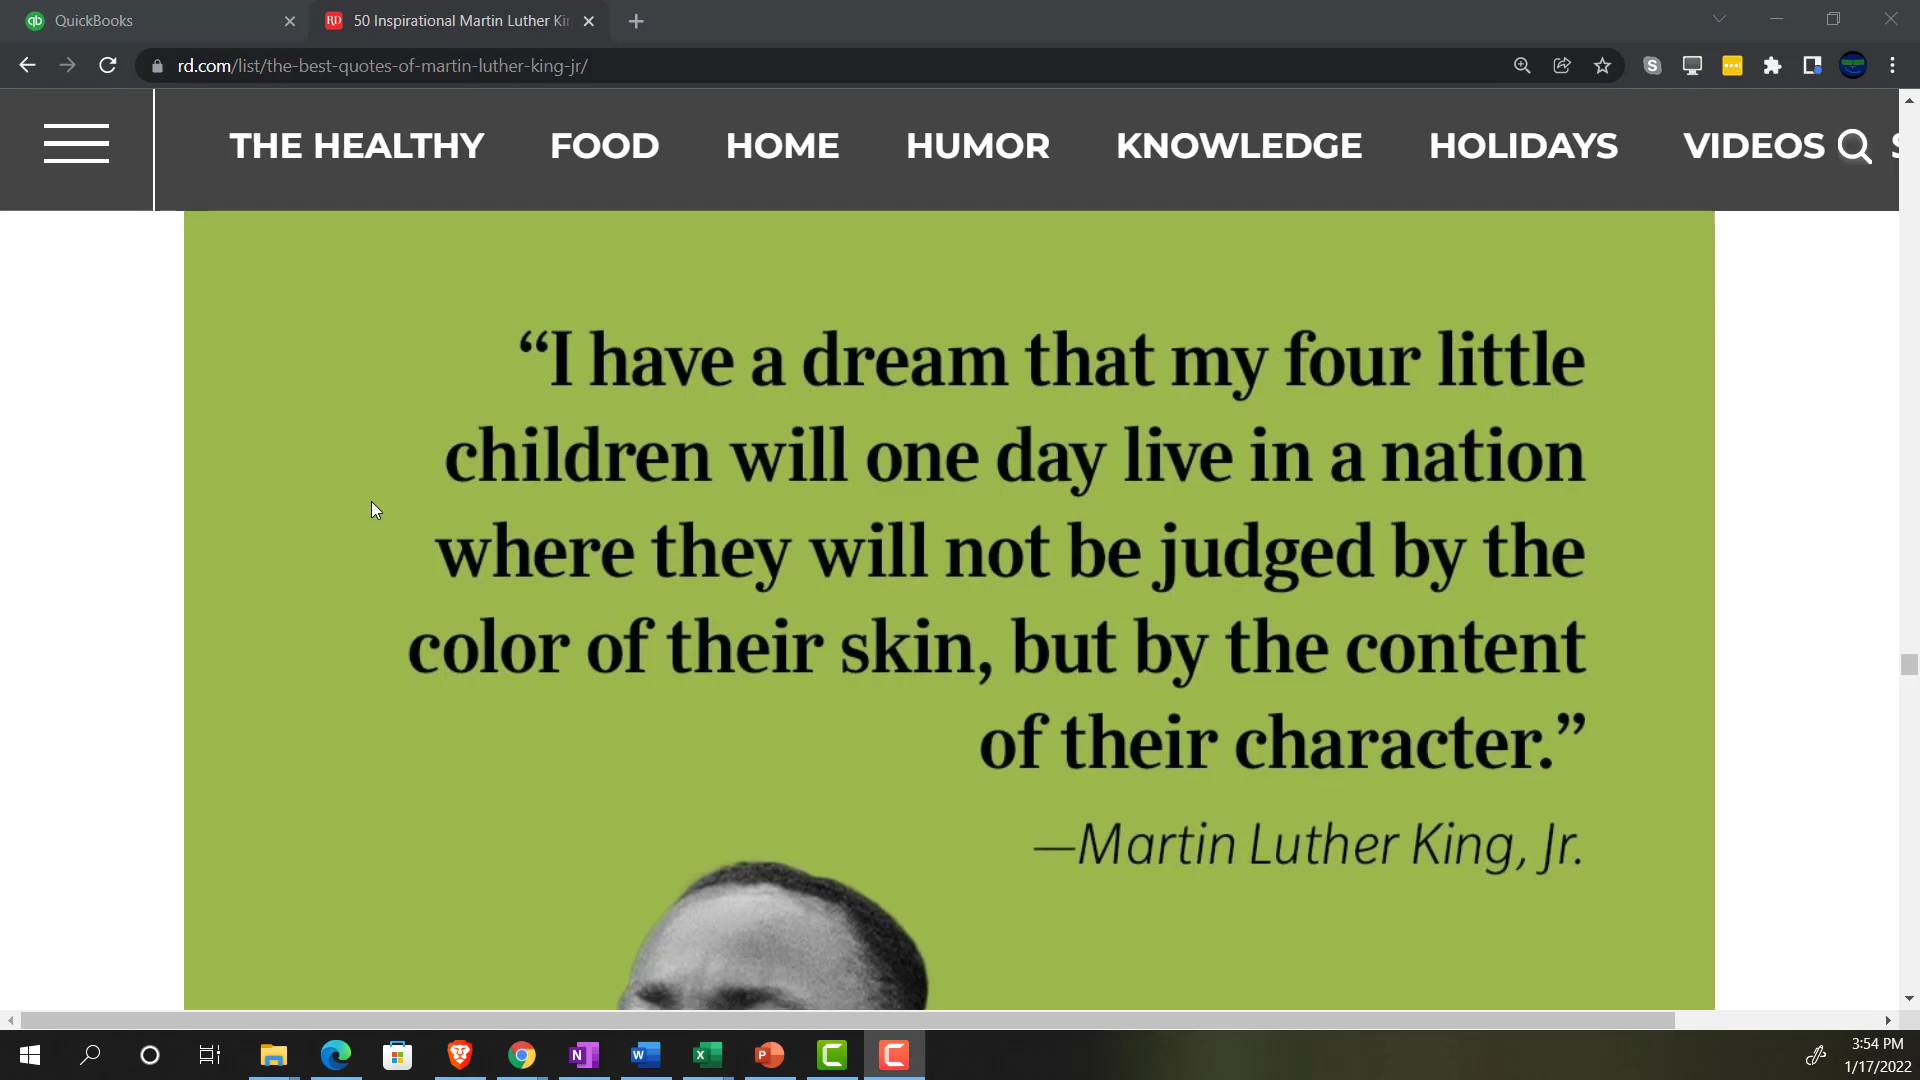 QuickBooks
50 Inspirational Martin Luther Ki
rd.com/list/the-best-quotes-of-martin-luther-king-jr/
THE HEALTHY FOOD HOME HUMOR KNOWLEDGE HOLIDAYS VIDEOS S
“I have a dream that my four little
children will one day live in a nation
where they will not be judged by the
color of their skin, but by the content
of their character.”
—Martin Luther King, Jr.
3:54 PM
1/17/2022